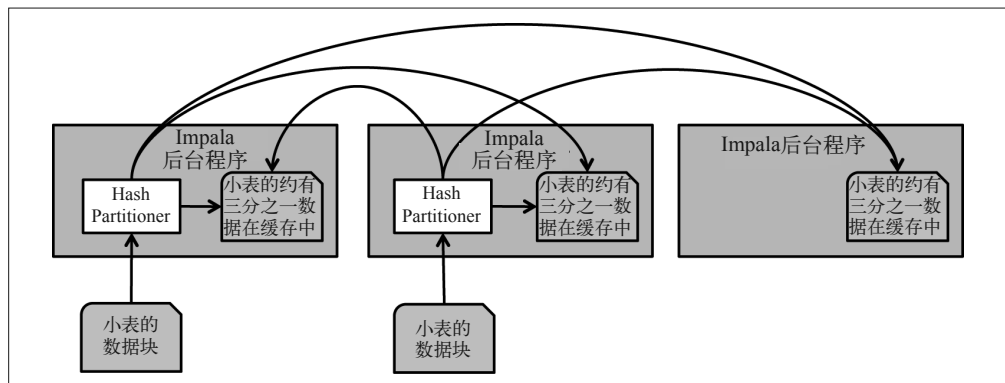 Impala
后台程序
Hash
Partitioner
小表的约有
三分之一数
据在缓存中
小表的
数据块
Impala
后台程序
Hash
Partitioner
小表的约有
三分之一数
据在缓存中
小表的
数据块
Impala后台程序
小表的约有
三分之一数
据在缓存中